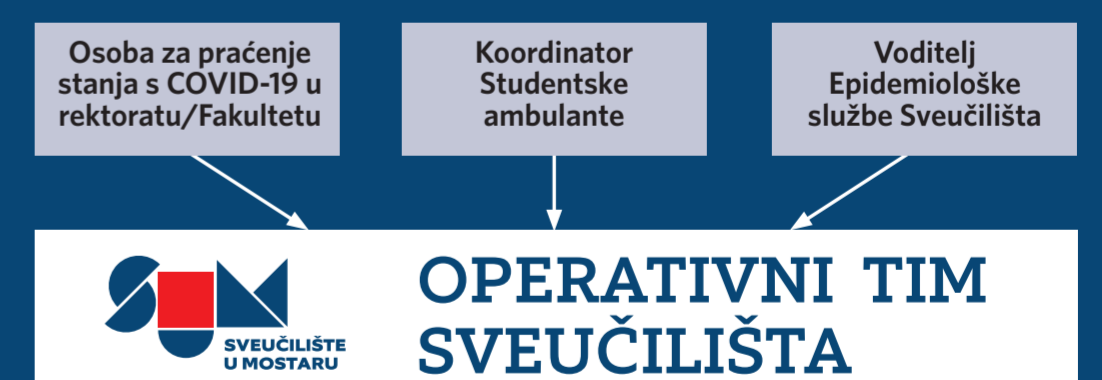 Osoba za praćenje
stanja s COVID-19 u
rektoratu/Fakultetu
Koordinator
Studentske
ambulante
Voditelj
Epidemiološke
službe Sveučilišta
SUM
SVEUČILIŠTE
U MOSTARU
OPERATIVNI TIM
SVEUČILIŠTA